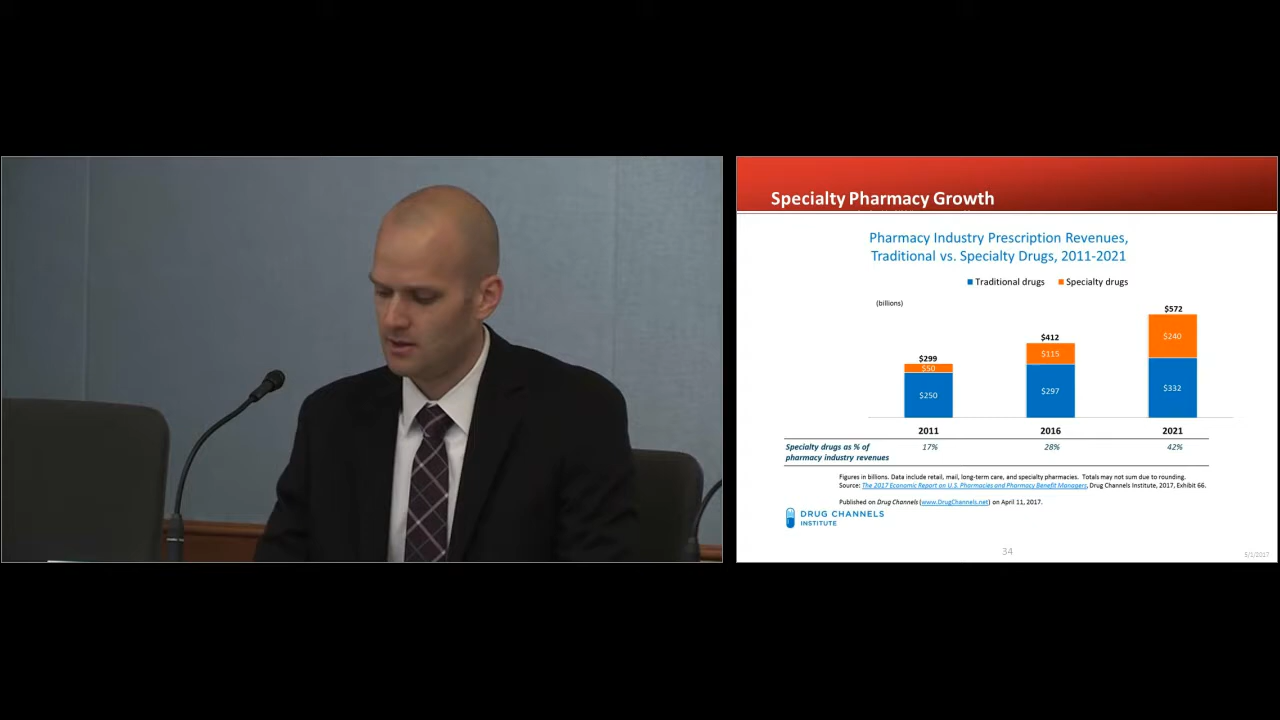 Specialty Pharmacy Growth
Pharmacy Industry Prescription Revenues,
Traditional vs. Specialty Drugs, 2011-2021
Traditional drugs Specialty drugs
(billions)
$299
$50
$250
$412
$115
$297
$572
$240
$332
2011 2016 2021
Specialty drugs as % of
pharmacy industry revenues
17% 28% 42%
Figures in billions. Data include retail, mail, long-term care, and specialty pharmacies. Totals may not sum due to rounding.
Source: The 2017 Economic Report on U.S. Pharmacies and Pharmacy Benefit Managers, Drug Channels Institute, 2017, Exhibit 66.
Published on Drug Channels (www.DrugChannels.net) on April 11, 2017.
DRUG CHANNELS
INSTITUTE
34
5/1/2017